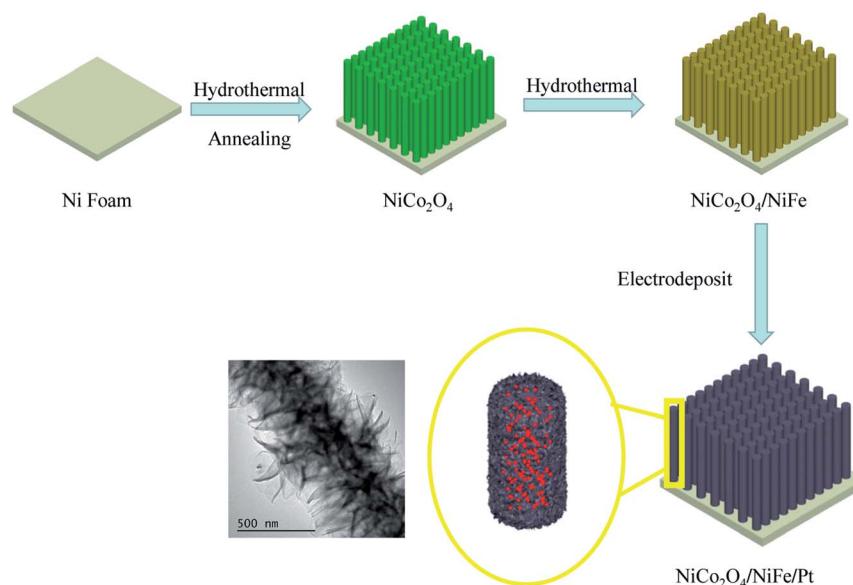 Hydrothermal
Annealing
Hydrothermal
Ni Foam
NiCo₂O₄
NiCo₂O₄/NiFe
Electrodeposit
500 nm
NiCo₂O₄/NiFe/Pt